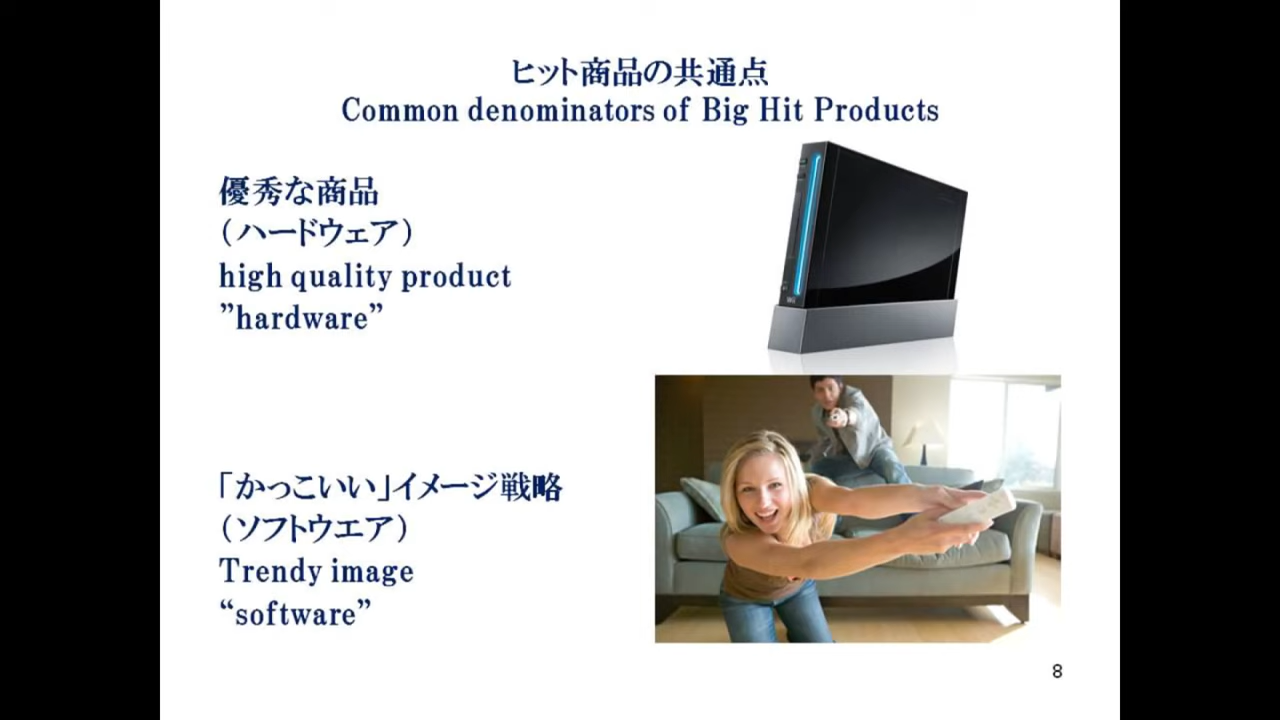 ヒット商品の共通点
Common denominators of Big Hit Products
優秀な商品
（ハードウェア）
high quality product
”hardware”
「かっこいい」イメージ戦略
（ソフトウエア）
Trendy image
“software”
Wii
8